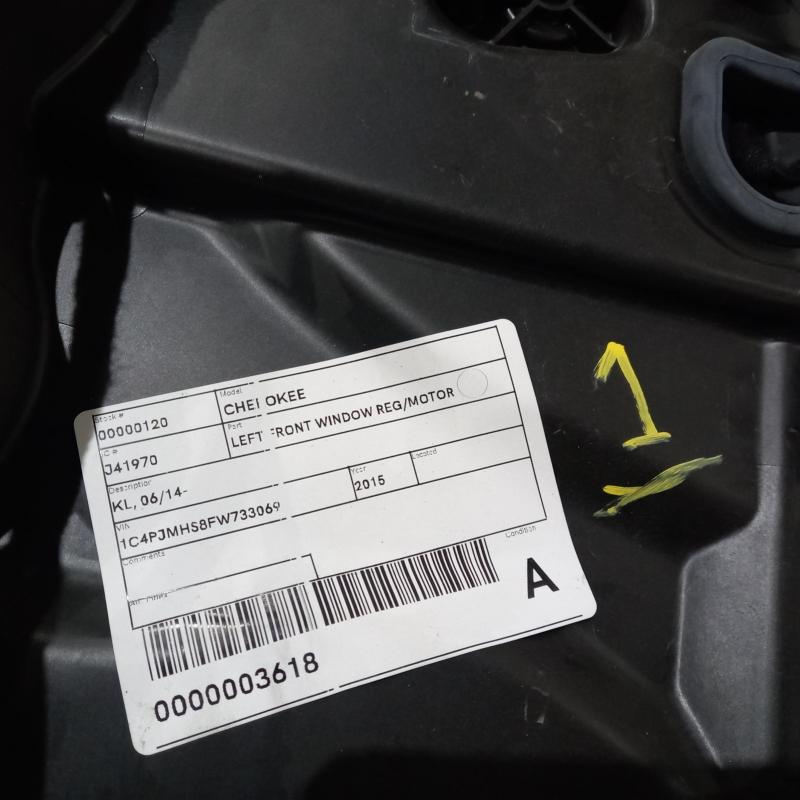 Stock #
00000120
Model
CHEROKEE
IC #
J41970
Part
LEFT FRONT WINDOW REG/MOTOR
Description
KL, 06/14-
VIN
1C4PJMHS8FW733069
Year
2015
Located
Comments
Condition
A
0000003618
1